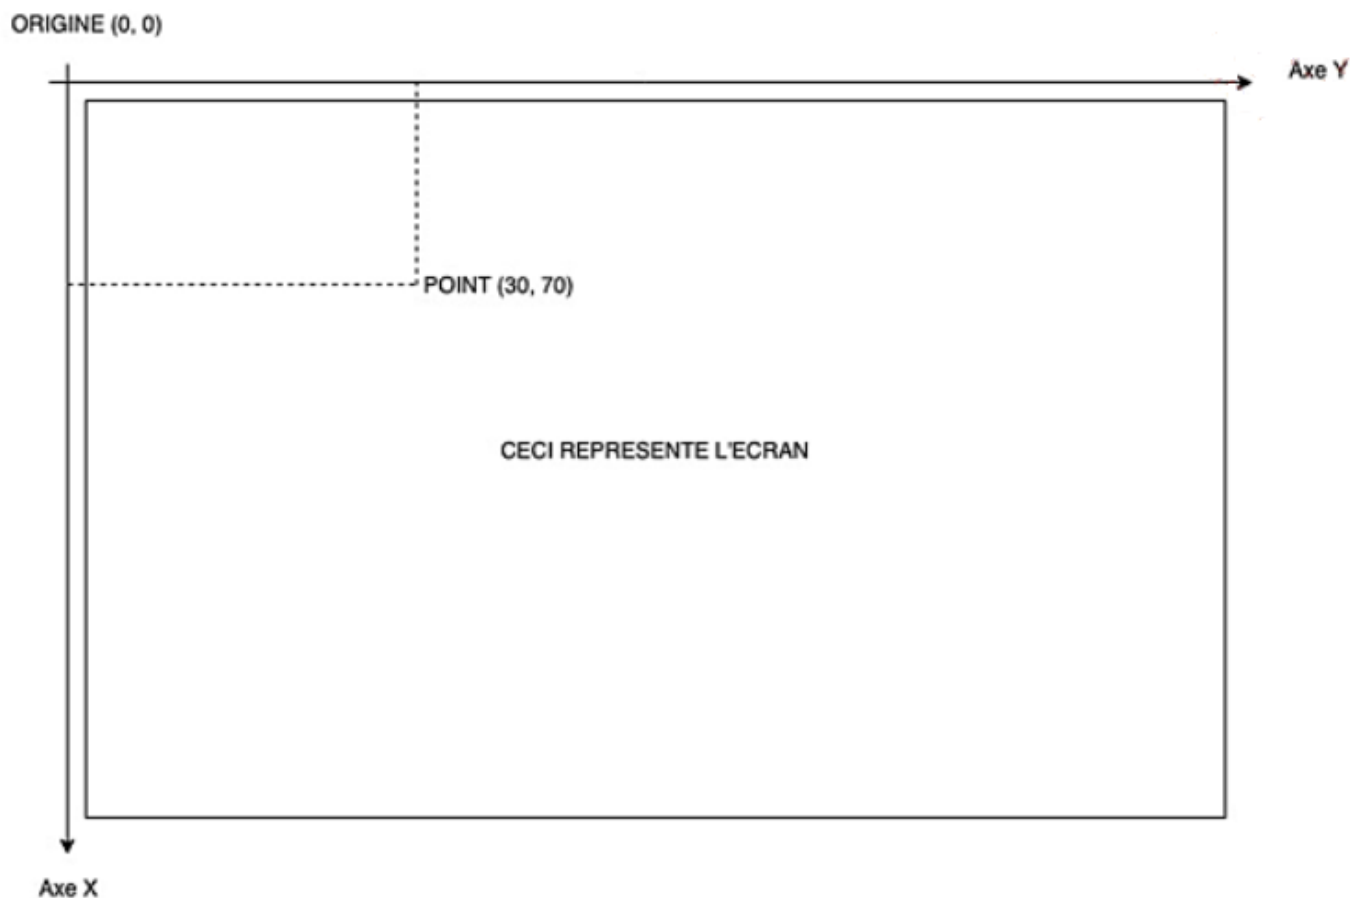 ORIGINE (0, 0)
Axe Y
POINT (30, 70)
CECI REPRESENTE L'ECRAN
Axe X